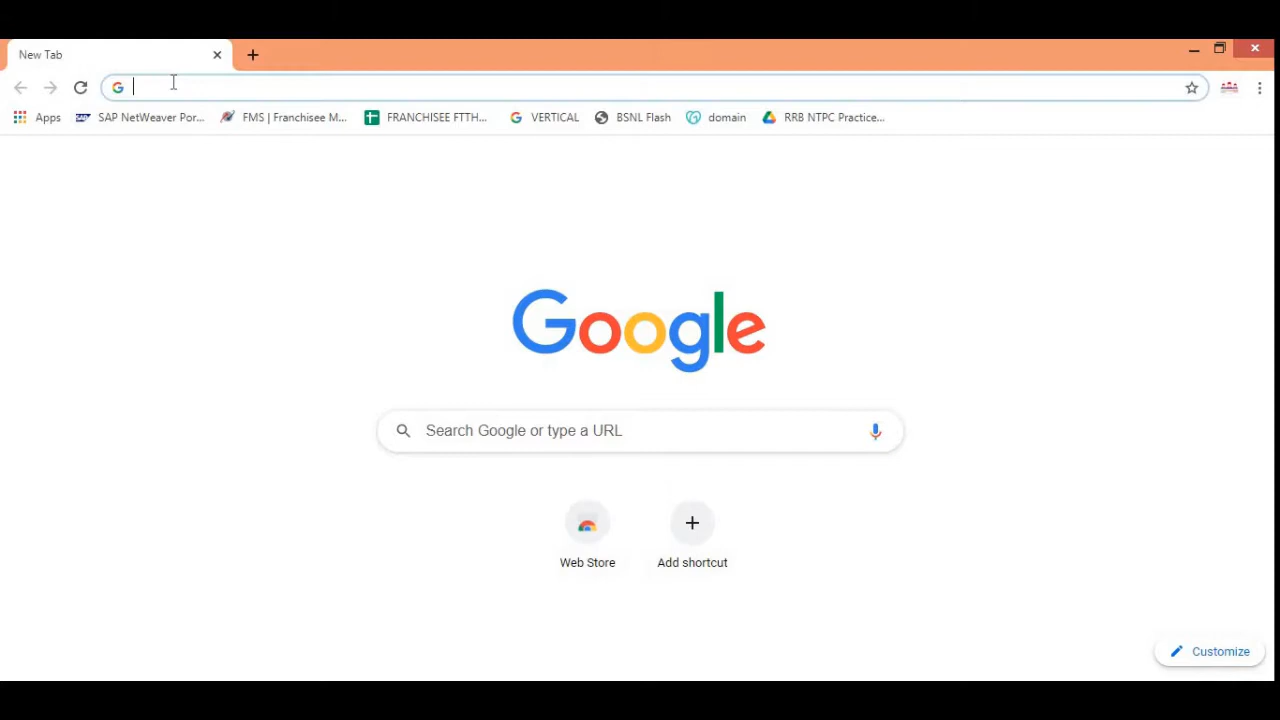 New Tab
Apps SAP NetWeaver Por... FMS | Franchisee M... FRANCHISEE FTTH... VERTICAL BSNL Flash domain RRB NTPC Practice...
Google
Search Google or type a URL
Web Store Add shortcut
Customize